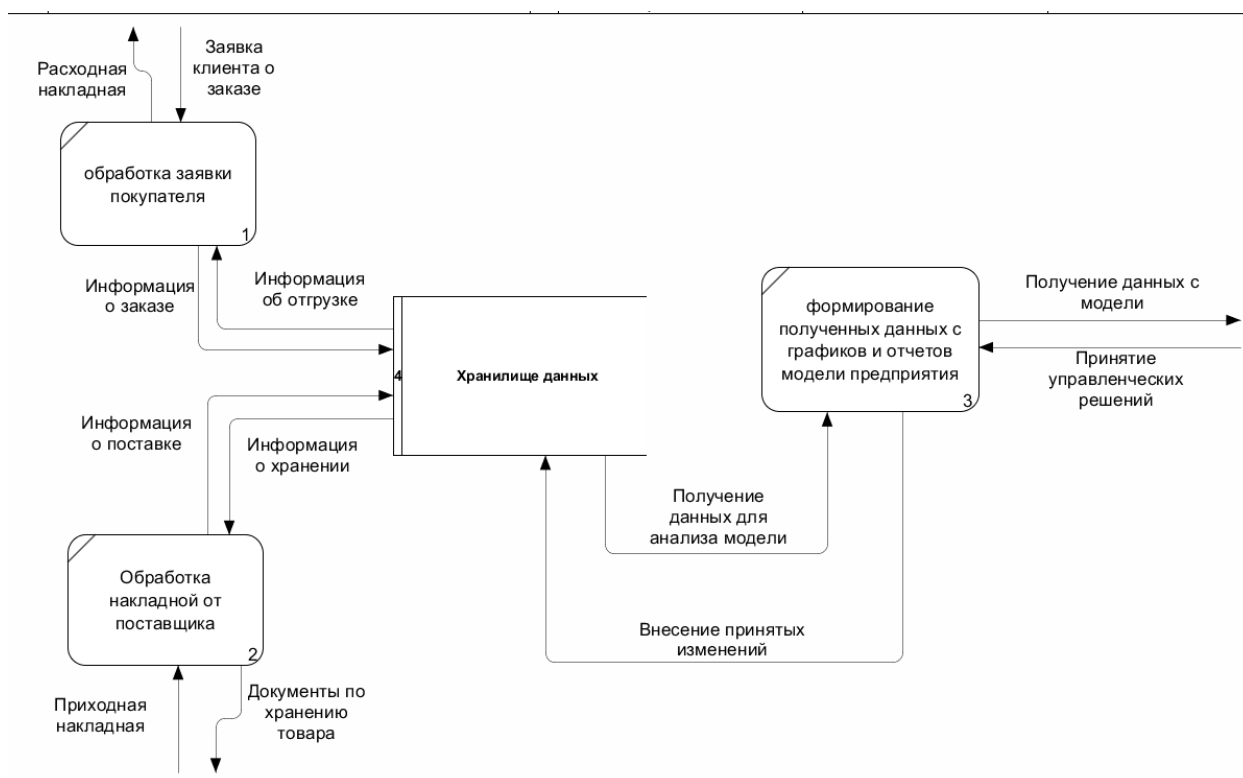 Заявка
клиента о
заказе
Расходная
накладная
обработка заявки
покупателя
1
Информация
о заказе
Информация
об отгрузке
4
Хранилище данных
формирование
полученных данных с
графиков и отчетов
модели предприятия
3
Получение данных с
модели
Принятие
управленческих
решений
Информация
о поставке
Информация
о хранении
Получение
данных для
анализа модели
Обработка
накладной от
поставщика
2
Внесение принятых
изменений
Приходная
накладная
Документы по
хранению
товара